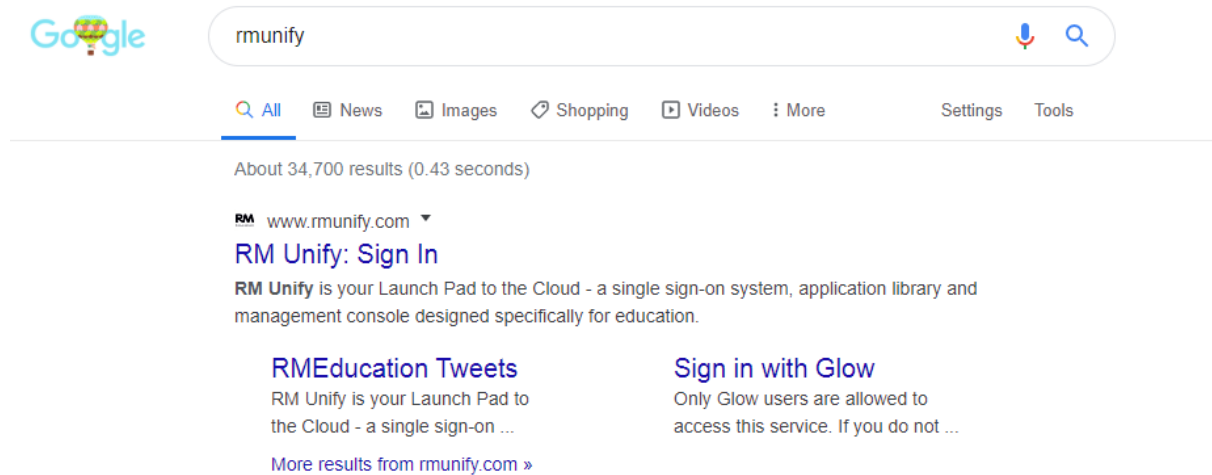 Google
rmunify
All News Images Shopping Videos More Settings Tools
About 34,700 results (0.43 seconds)
RM www.rmunify.com
RM Unify: Sign In
RM Unify is your Launch Pad to the Cloud - a single sign-on system, application library and
management console designed specifically for education.
RMEducation Tweets
RM Unify is your Launch Pad to
the Cloud - a single sign-on ...
Sign in with Glow
Only Glow users are allowed to
access this service. If you do not ...
More results from rmunify.com »